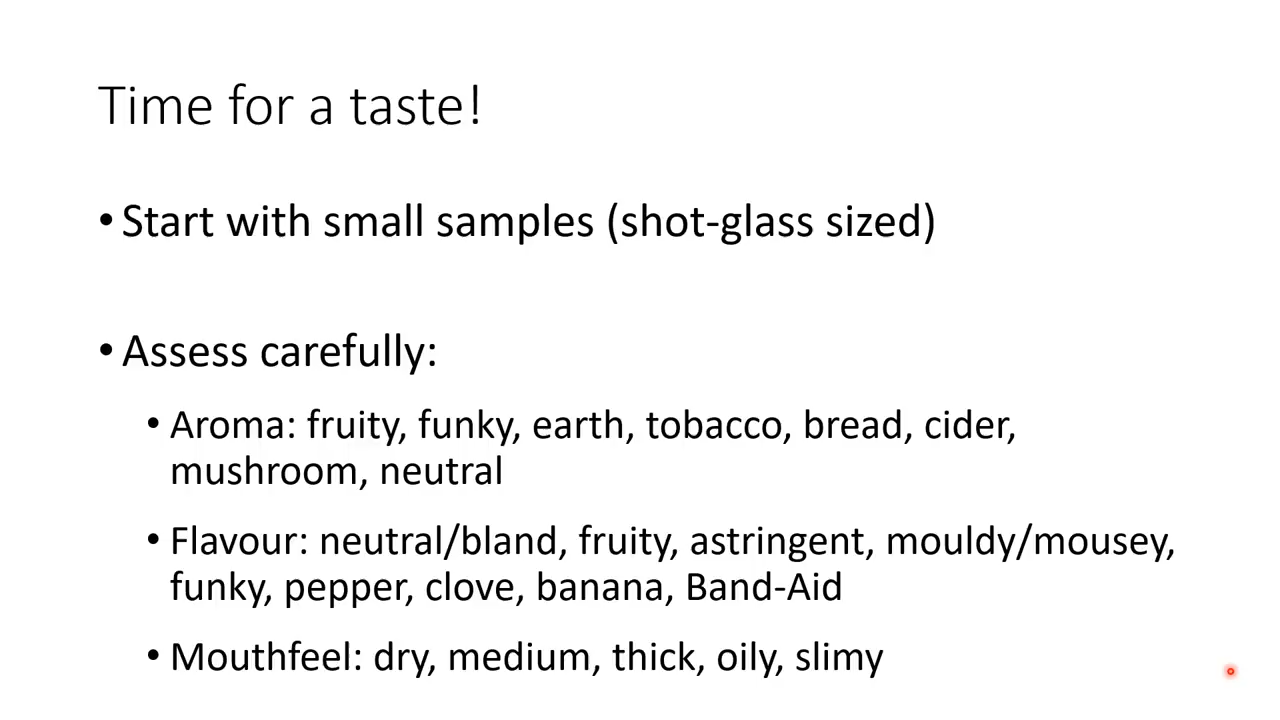 Time for a taste!
• Start with small samples (shot-glass sized)
• Assess carefully:
• Aroma: fruity, funky, earth, tobacco, bread, cider,
mushroom, neutral
• Flavour: neutral/bland, fruity, astringent, mouldy/mousey,
funky, pepper, clove, banana, Band-Aid
• Mouthfeel: dry, medium, thick, oily, slimy